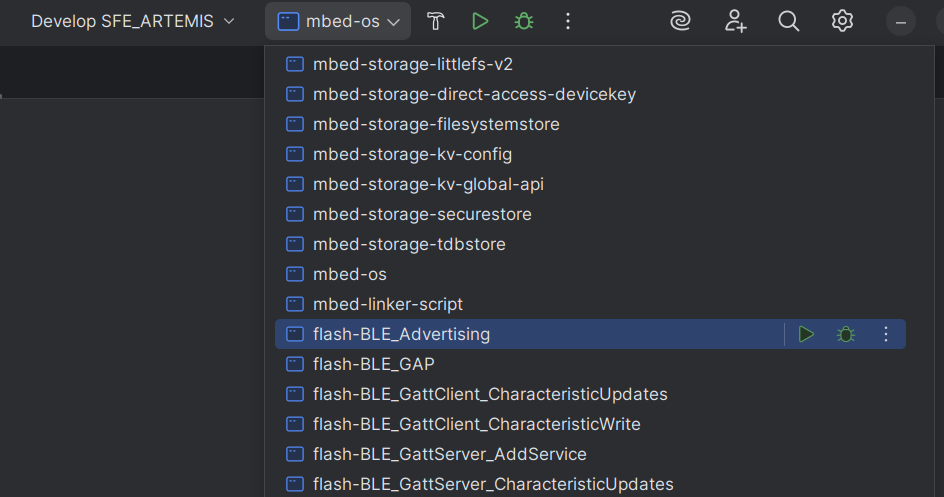 Develop SFE_ARTEMIS mbed-os
mbed-storage-littlefs-v2
mbed-storage-direct-access-devicekey
mbed-storage-filesystemstore
mbed-storage-kv-config
mbed-storage-kv-global-api
mbed-storage-securestore
mbed-storage-tdbstore
mbed-os
mbed-linker-script
flash-BLE_Advertising
flash-BLE_GAP
flash-BLE_GattClient_CharacteristicUpdates
flash-BLE_GattClient_CharacteristicWrite
flash-BLE_GattServer_AddService
flash-BLE_GattServer_CharacteristicUpdates